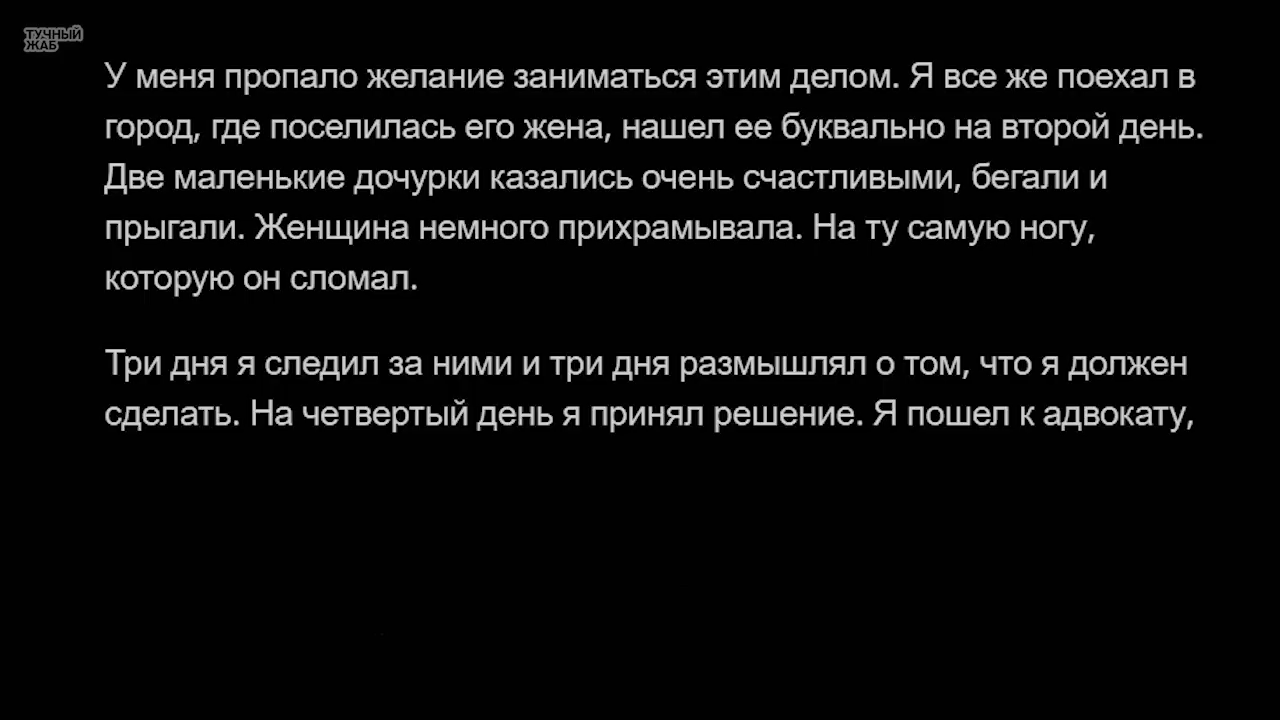 ТУЧНЫЙ
ЖАБ
У меня пропало желание заниматься этим делом. Я все же поехал в
город, где поселилась его жена, нашел ее буквально на второй день.
Две маленькие дочурки казались очень счастливыми, бегали и
прыгали. Женщина немного прихрамывала. На ту самую ногу,
которую он сломал.
Три дня я следил за ними и три дня размышлял о том, что я должен
сделать. На четвертый день я принял решение. Я пошел к адвокату,